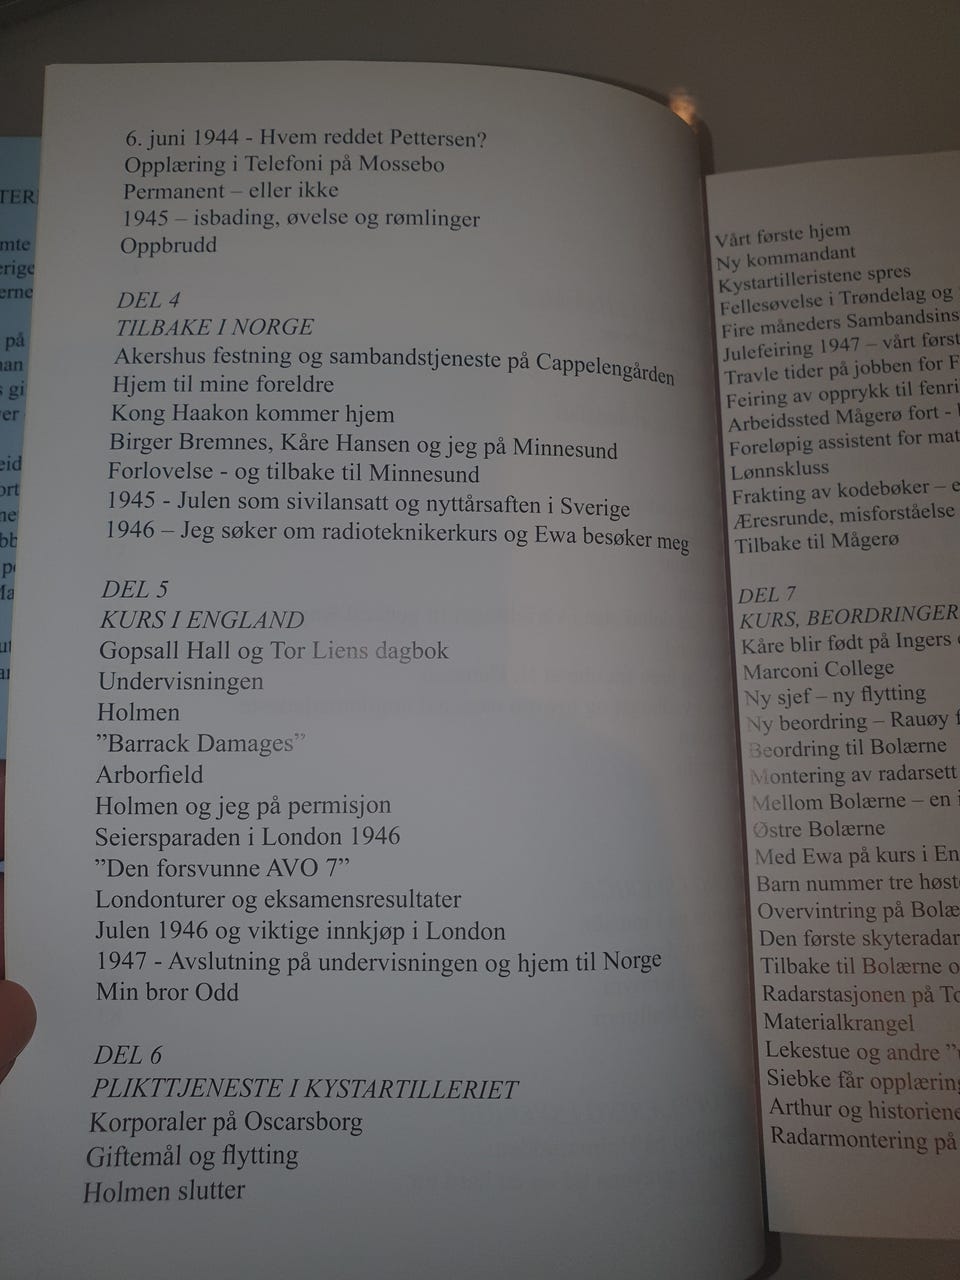 6. juni 1944 - Hvem reddet Pettersen?
Opplæring i Telefoni på Mossebo
Permanent – eller ikke
1945 – isbading, øvelse og rømlinger
Oppbrudd
DEL 4
TILBAKE I NORGE
Akershus festning og sambandstjeneste på Cappelengården
Hjem til mine foreldre
Kong Haakon kommer hjem
Birger Bremnes, Kåre Hansen og jeg på Minnesund
Forlovelse - og tilbake til Minnesund
1945 - Julen som sivilansatt og nyttårsaften i Sverige
1946 – Jeg søker om radioteknikerkurs og Ewa besøker meg
DEL 5
KURS I ENGLAND
Gopsall Hall og Tor Liens dagbok
Undervisningen
Holmen
”Barrack Damages”
Arborfield
Holmen og jeg på permisjon
Seiersparaden i London 1946
”Den forsvunne AVO 7”
Londonturer og eksamensresultater
Julen 1946 og viktige innkjøp i London
1947 - Avslutning på undervisningen og hjem til Norge
Min bror Odd
DEL 6
PLIKTTJENESTE I KYSTARTILLERIET
Korporaler på Oscarsborg
Giftemål og flytting
Holmen slutter
Vårt første hjem
Ny kommandant
Kystartilleristene spres
Fellesøvelse i Trøndelag og
Fire måneders
Julefeiring 1947 – vårt
Travle tider på jobben for
Feiring av opprykk til
Arbeidssted Mågerø fort -
Foreløpig assistent for
Lønnskluss
Frakting av kodebøker –
Æresrunde, misforståelse
Tilbake til Mågerø
DEL 7
KURS, BEORDRINGER
Kåre blir født på Ingers
Marconi College
Ny sjef – ny flytting
Ny beordring – Rauøy
Beordring til Bolærne
Montering av radarsett
Mellom Bolærne – en
Østre Bolærne
Med Ewa på kurs i
Barn nummer tre
Overvintring på
Den første
Tilbake til Bolærne
Radarstasjonen på
Materialkrangel
Lekestue og andre
Siebke får
Arthur og
Radarmontering på